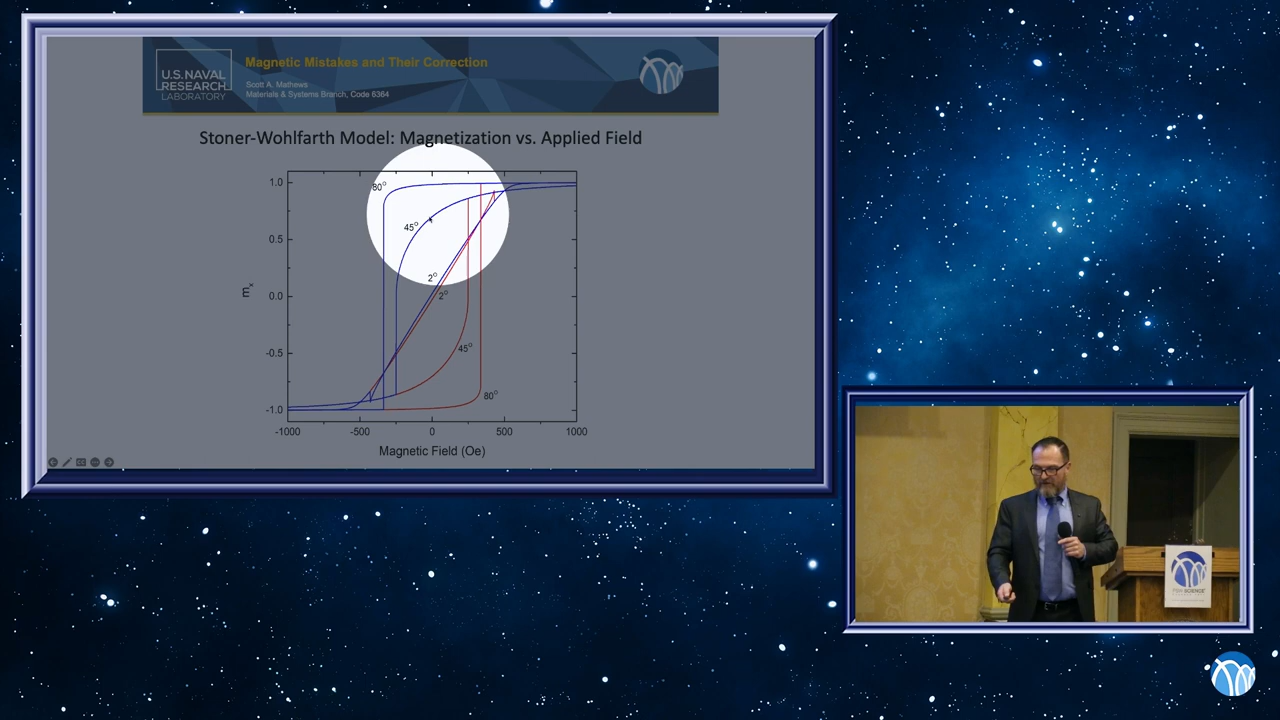 U.S. NAVAL
RESEARCH
LABORATORY
Magnetic Mistakes and Their Correction
Scott A. Mathews
Materials & Systems Branch, Code 6364
Stoner-Wohlfarth Model: Magnetization vs. Applied Field
1.0
0.5
0.0
-0.5
-1.0
mx
80°
45°
2°
2°
45°
80°
-1000
-500
0
500
1000
Magnetic Field (Oe)
SCIENCE